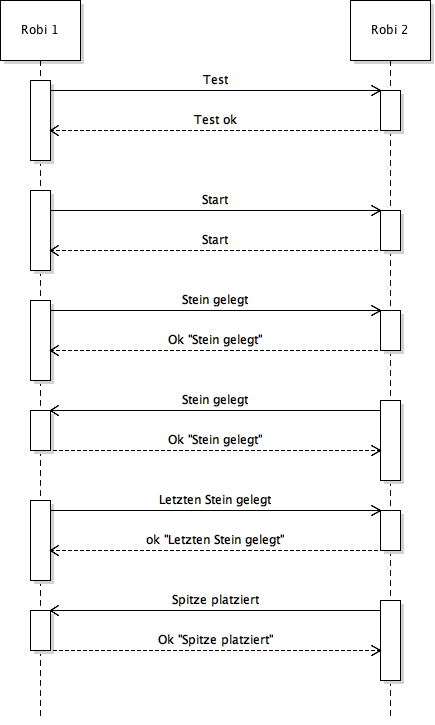 Robi 1
Robi 2
Test
Test ok
Start
Start
Stein gelegt
Ok "Stein gelegt"
Stein gelegt
Ok "Stein gelegt"
Letzten Stein gelegt
ok "Letzten Stein gelegt"
Spitze platziert
Ok "Spitze platziert"